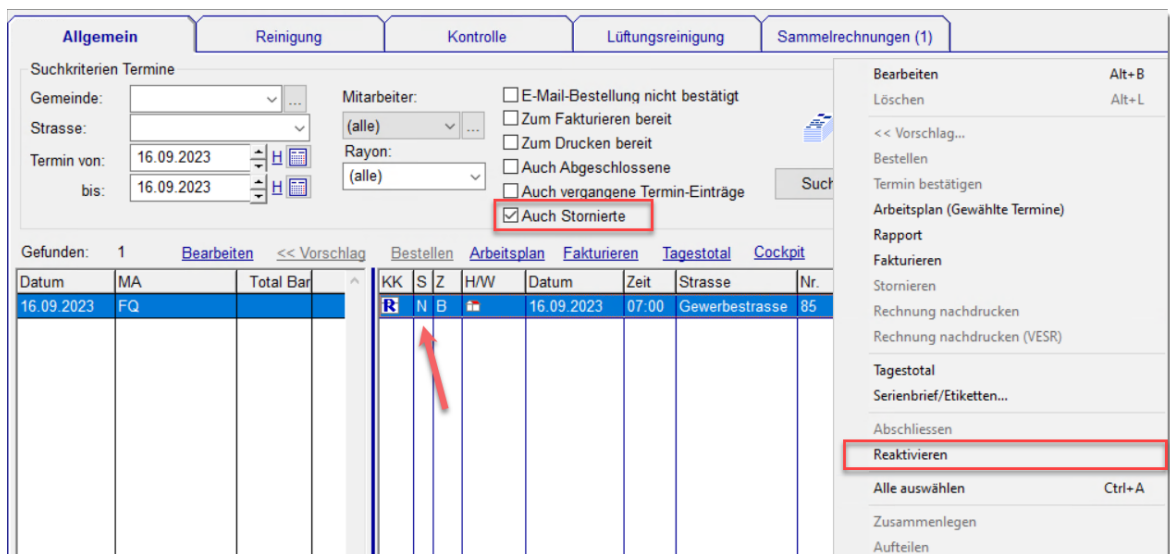 Allgemein Reinigung Kontrolle Lüftungsreinigung Sammelrechnungen (1)
Suchkriterien Termine
Gemeinde: ...
Strasse:
Termin von: 16.09.2023 H
bis: 16.09.2023 H
Mitarbeiter:
(alle) ...
Rayon:
(alle)
E-Mail-Bestellung nicht bestätigt
Zum Fakturieren bereit
Zum Drucken bereit
Auch Abgeschlossene
Auch vergangene Termin-Einträge
Auch Stornierte
Such
Gefunden: 1 Bearbeiten << Vorschlag Bestellen Arbeitsplan Fakturieren Tagestotal Cockpit
Datum MA Total Bar KK S Z H/W Datum Zeit Strasse Nr.
16.09.2023 FQ R N B 16.09.2023 07:00 Gewerbestrasse 85
Bearbeiten Alt+B
Löschen Alt+L
<< Vorschlag...
Bestellen
Termin bestätigen
Arbeitsplan (Gewählte Termine)
Rapport
Fakturieren
Stornieren
Rechnung nachdrucken
Rechnung nachdrucken (VESR)
Tagestotal
Serienbrief/Etiketten...
Abschliessen
Reaktivieren
Alle auswählen Ctrl+A
Zusammenlegen
Aufteilen